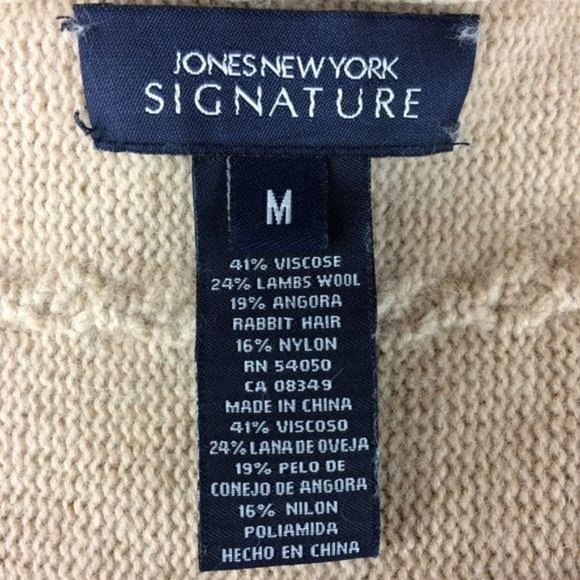 JONES NEW YORK
SIGNATURE
M
41% VISCOSE
24% LAMBS WOOL
19% ANGORA
RABBIT HAIR
16% NYLON
RN 54050
CA 08349
MADE IN CHINA
41% VISCOSO
24% LANA DE OVEJA
19% PELO DE
CONEJO DE ANGORA
16% NILON
POLIAMIDA
HECHO EN CHINA